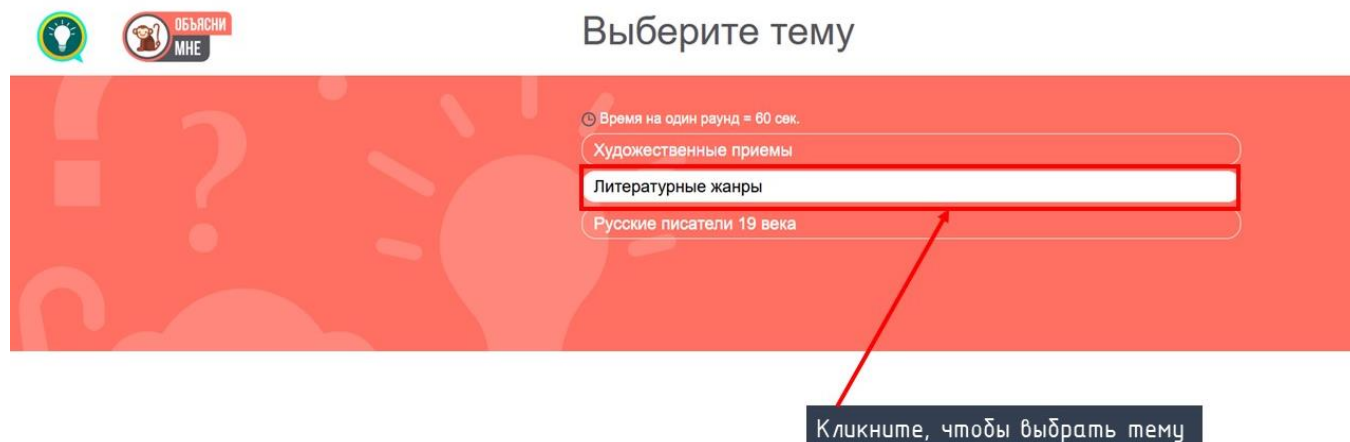 ОБЪЯСНИ
МНЕ
Выберите тему
Время на один раунд = 60 сек.
Художественные приемы
Литературные жанры
Русские писатели 19 века
Кликните, чтобы выбрать тему